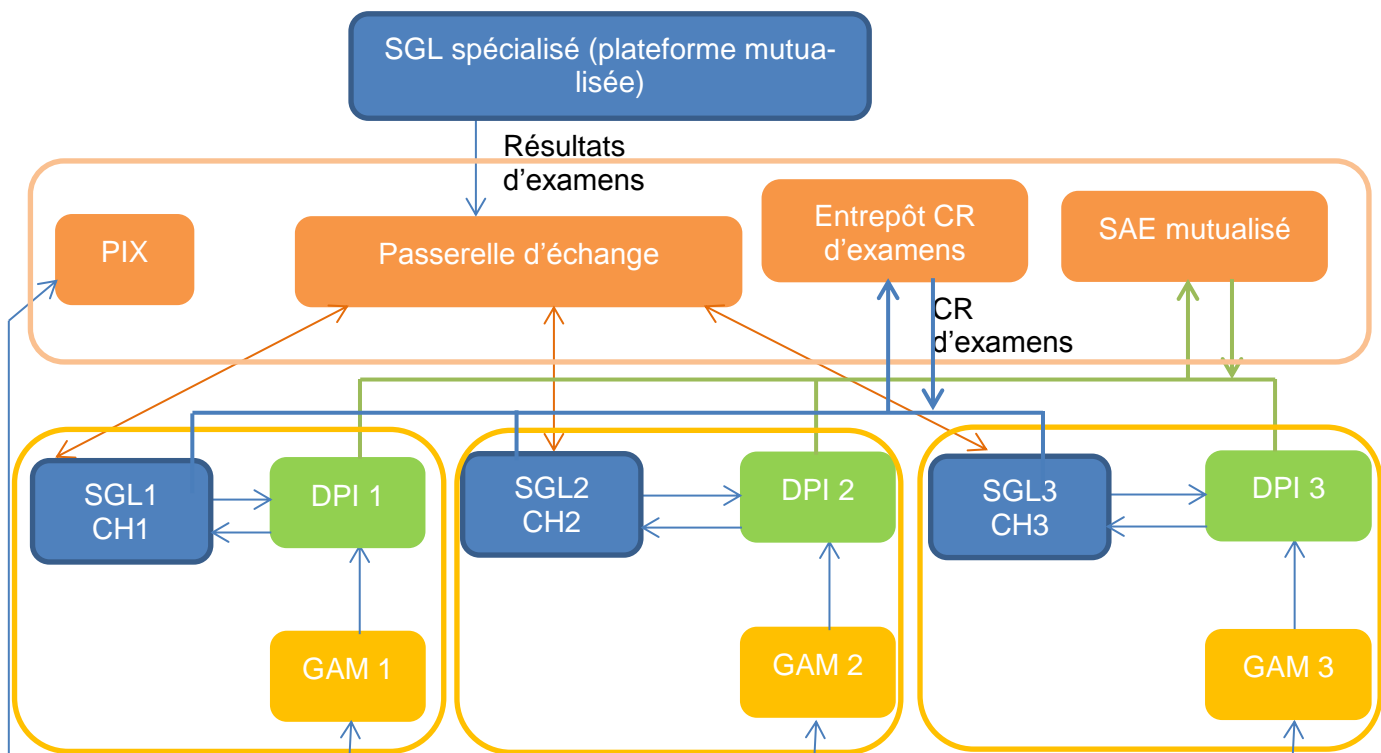 SGL spécialisé (plateforme mutua-
lisée)
Résultats
d’examens
PIX
Passerelle d’échange
Entrepôt CR
d’examens
SAE mutualisé
CR
d’examens
SGL1
CH1
DPI 1
SGL2
CH2
DPI 2
SGL3
CH3
DPI 3
GAM 1
GAM 2
GAM 3